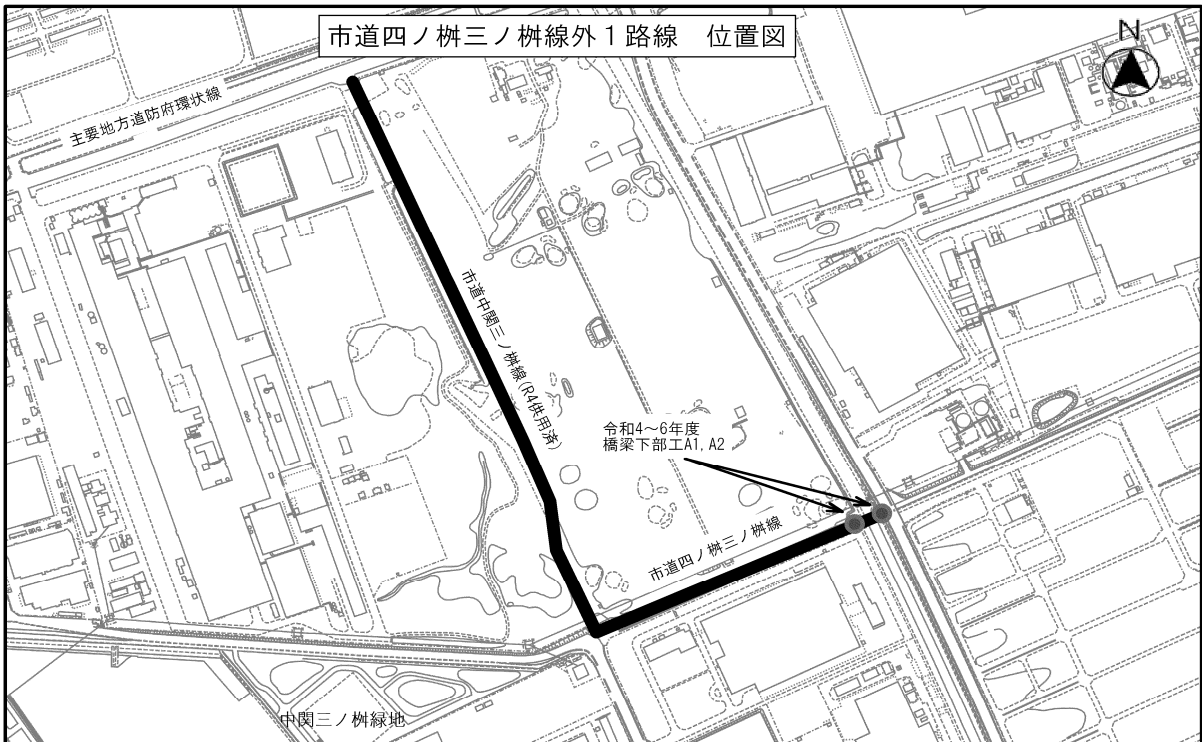 市道四ノ桝三ノ桝線外１路線　位置図
N
主要地方道防府環状線
市道中関三ノ桝線(R4供用済)
令和4～6年度
橋梁下部工A1, A2
市道四ノ桝三ノ桝線
中関三ノ桝緑地